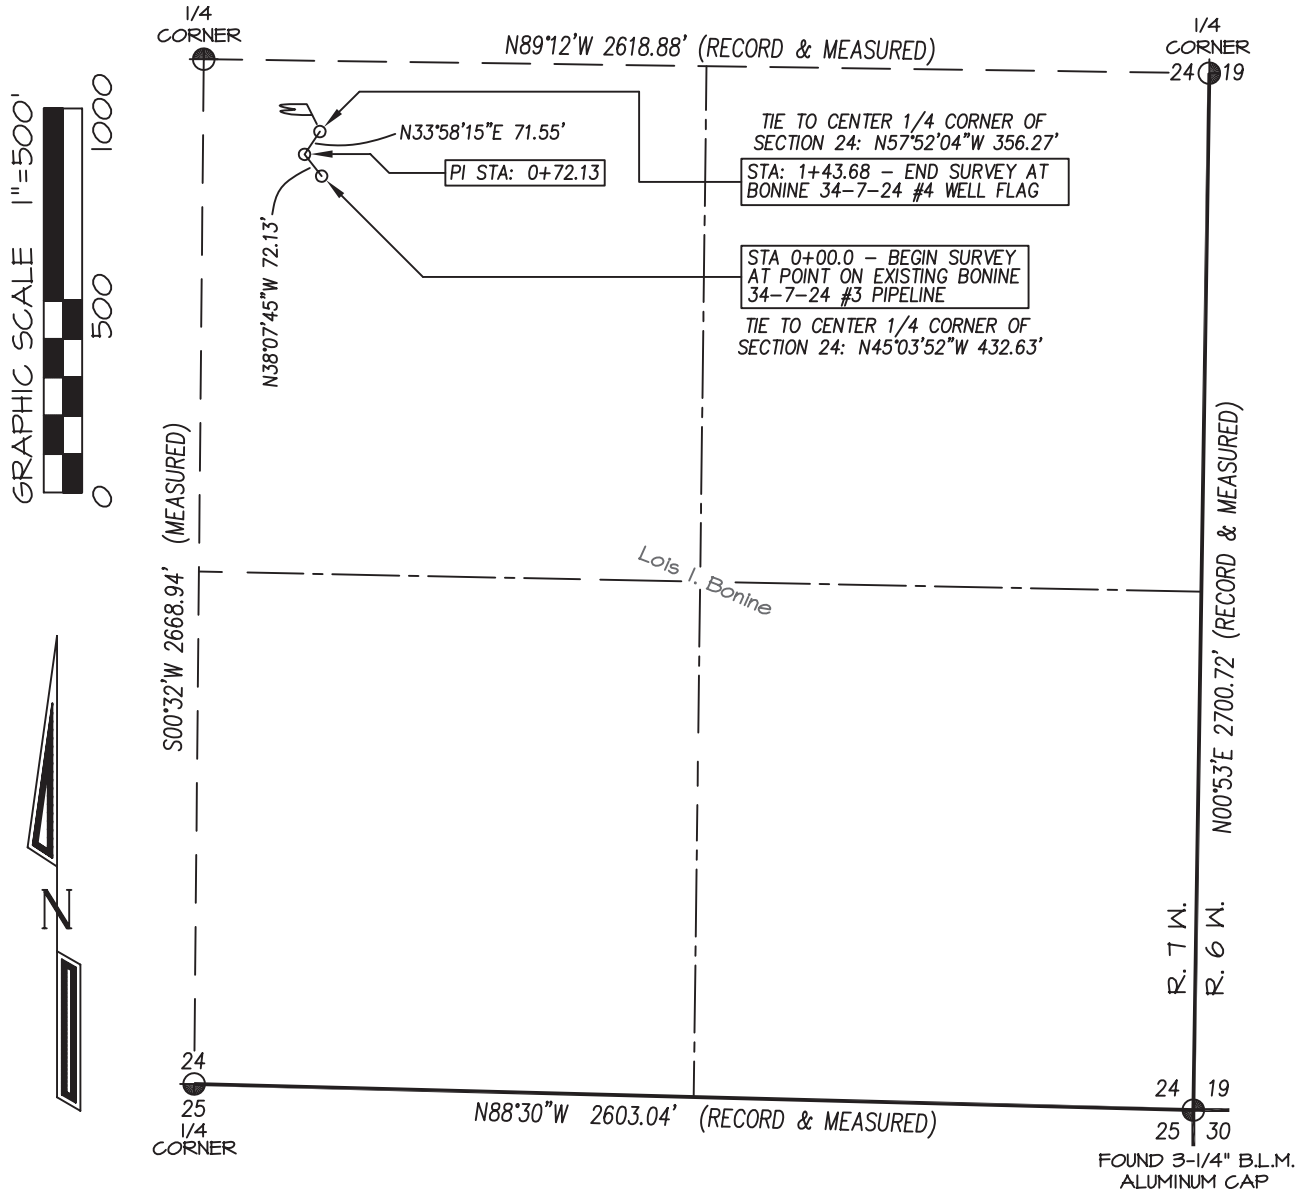 1/4
CORNER
N89°12'W 2618.88' (RECORD & MEASURED)
1/4
CORNER
24 19
GRAPHIC SCALE 1"=500'
1000
500
0
N33°58'15"E 71.55'
PI STA: 0+72.13
N38°07'45"W 72.13'
TIE TO CENTER 1/4 CORNER OF
SECTION 24: N57°52'04"W 356.27'
STA: 1+43.68 - END SURVEY AT
BONINE 34-7-24 #4 WELL FLAG
STA 0+00.0 - BEGIN SURVEY
AT POINT ON EXISTING BONINE
34-7-24 #3 PIPELINE
TIE TO CENTER 1/4 CORNER OF
SECTION 24: N45°03'52"W 432.63'
S00°32'W 2668.94' (MEASURED)
Lois I. Bonine
N00°53'E 2700.72' (RECORD & MEASURED)
N
R. 7 W.
R. 6 W.
24
25
1/4
CORNER
N88°30"W 2603.04' (RECORD & MEASURED)
24 19
25 30
FOUND 3-1/4" B.L.M.
ALUMINUM CAP